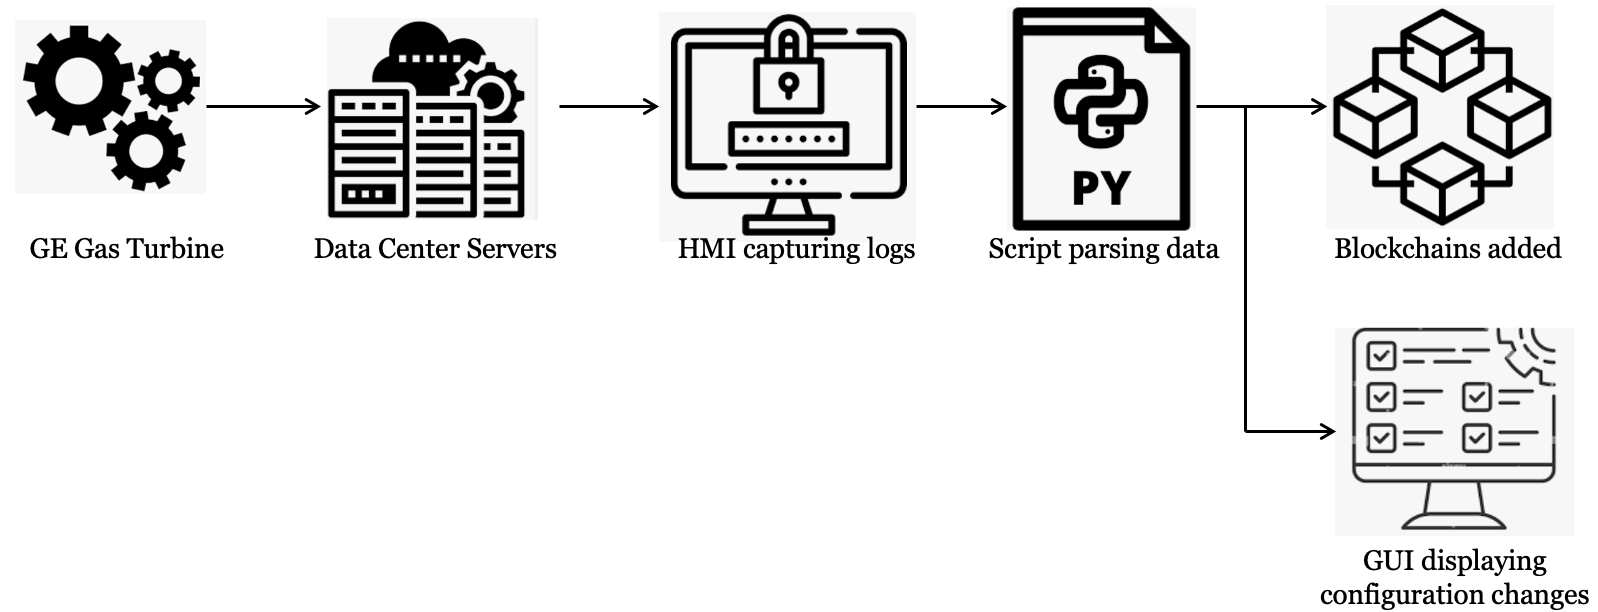 PY
GE Gas Turbine
Data Center Servers
HMI capturing logs
Script parsing data
Blockchains added
GUI displaying
configuration changes